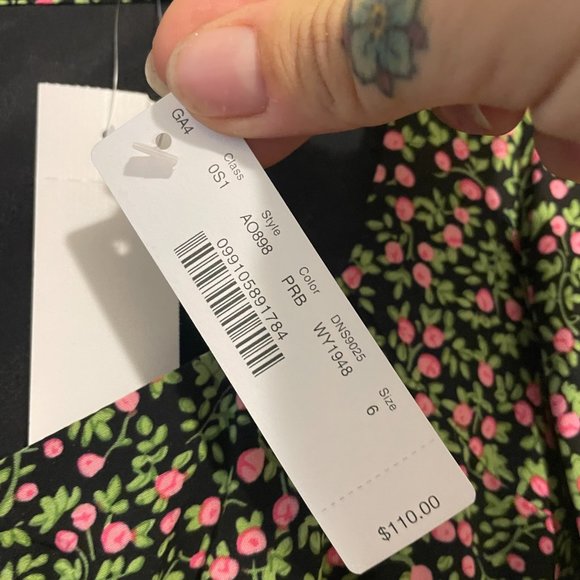 GA4
Class
0S1
Style
AO898
099105891784
Color
PRB
DNS9025
WY1948
Size
6
$110.00